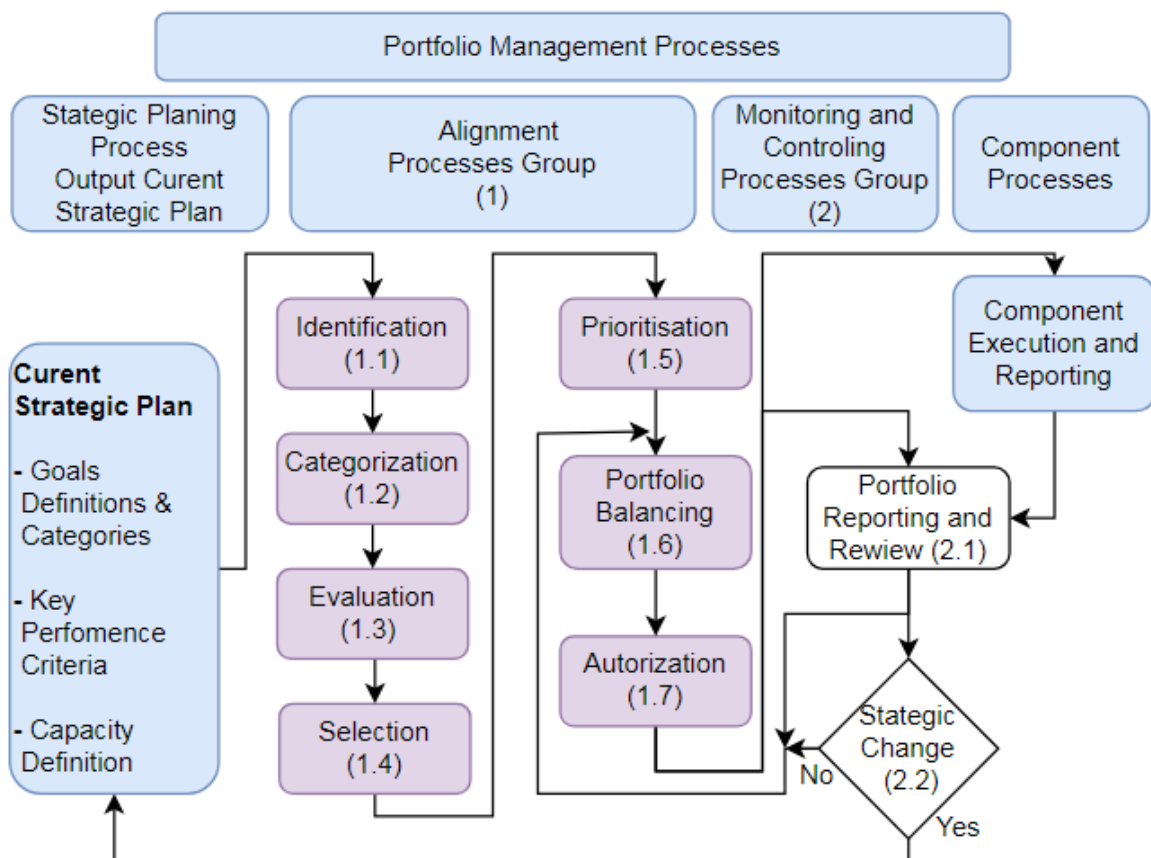 Portfolio Management Processes
Stategic Planing
Process
Output Curent
Strategic Plan
Alignment
Processes Group
(1)
Monitoring and
Controling
Processes Group
(2)
Component
Processes
Curent
Strategic Plan
- Goals
Definitions &
Categories
- Key
Perfomence
Criteria
- Capacity
Definition
Identification
(1.1)
Categorization
(1.2)
Evaluation
(1.3)
Selection
(1.4)
Prioritisation
(1.5)
Portfolio
Balancing
(1.6)
Autorization
(1.7)
Component
Execution and
Reporting
Portfolio
Reporting and
Rewiew (2.1)
Stategic
Change
(2.2)
No
Yes